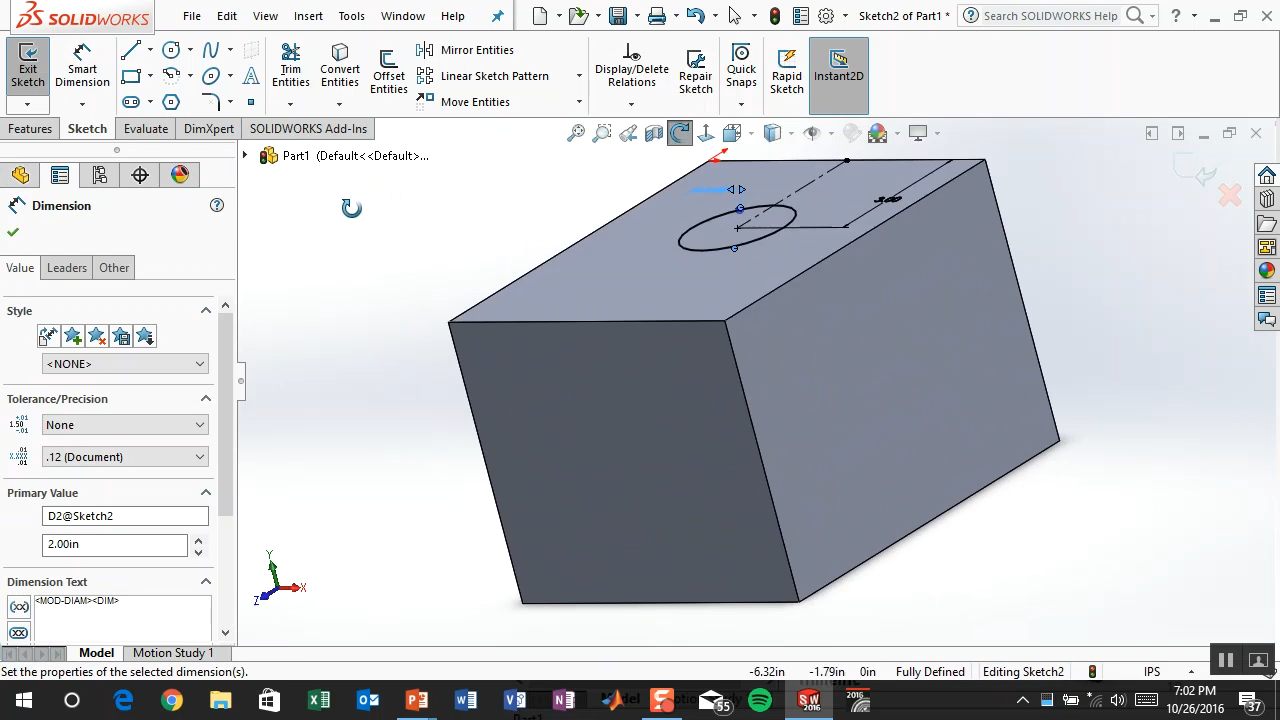 SOLIDWORKS
File Edit View Insert Tools Window Help
Sketch2 of Part1 *
Search SOLIDWORKS Help
Exit Sketch
Smart Dimension
Trim Entities
Convert Entities
Offset Entities
Mirror Entities
Linear Sketch Pattern
Move Entities
Display/Delete Relations
Repair Sketch
Quick Snaps
Rapid Sketch
Instant2D
Features Sketch Evaluate DimXpert SOLIDWORKS Add-Ins
Part1 (Default<<Default>...
Dimension
Value Leaders Other
Style
<NONE>
Tolerance/Precision
None
.12 (Document)
Primary Value
D2@Sketch2
2.00in
Dimension Text
<MOD-DIAM><DIM>
Y
X
Z
Model Motion Study 1
Set the properties of the selected dimension(s).
-6.32in -1.79in 0in Fully Defined Editing Sketch2 IPS
55
SW
2016
2016
7:02 PM
10/26/2016
37